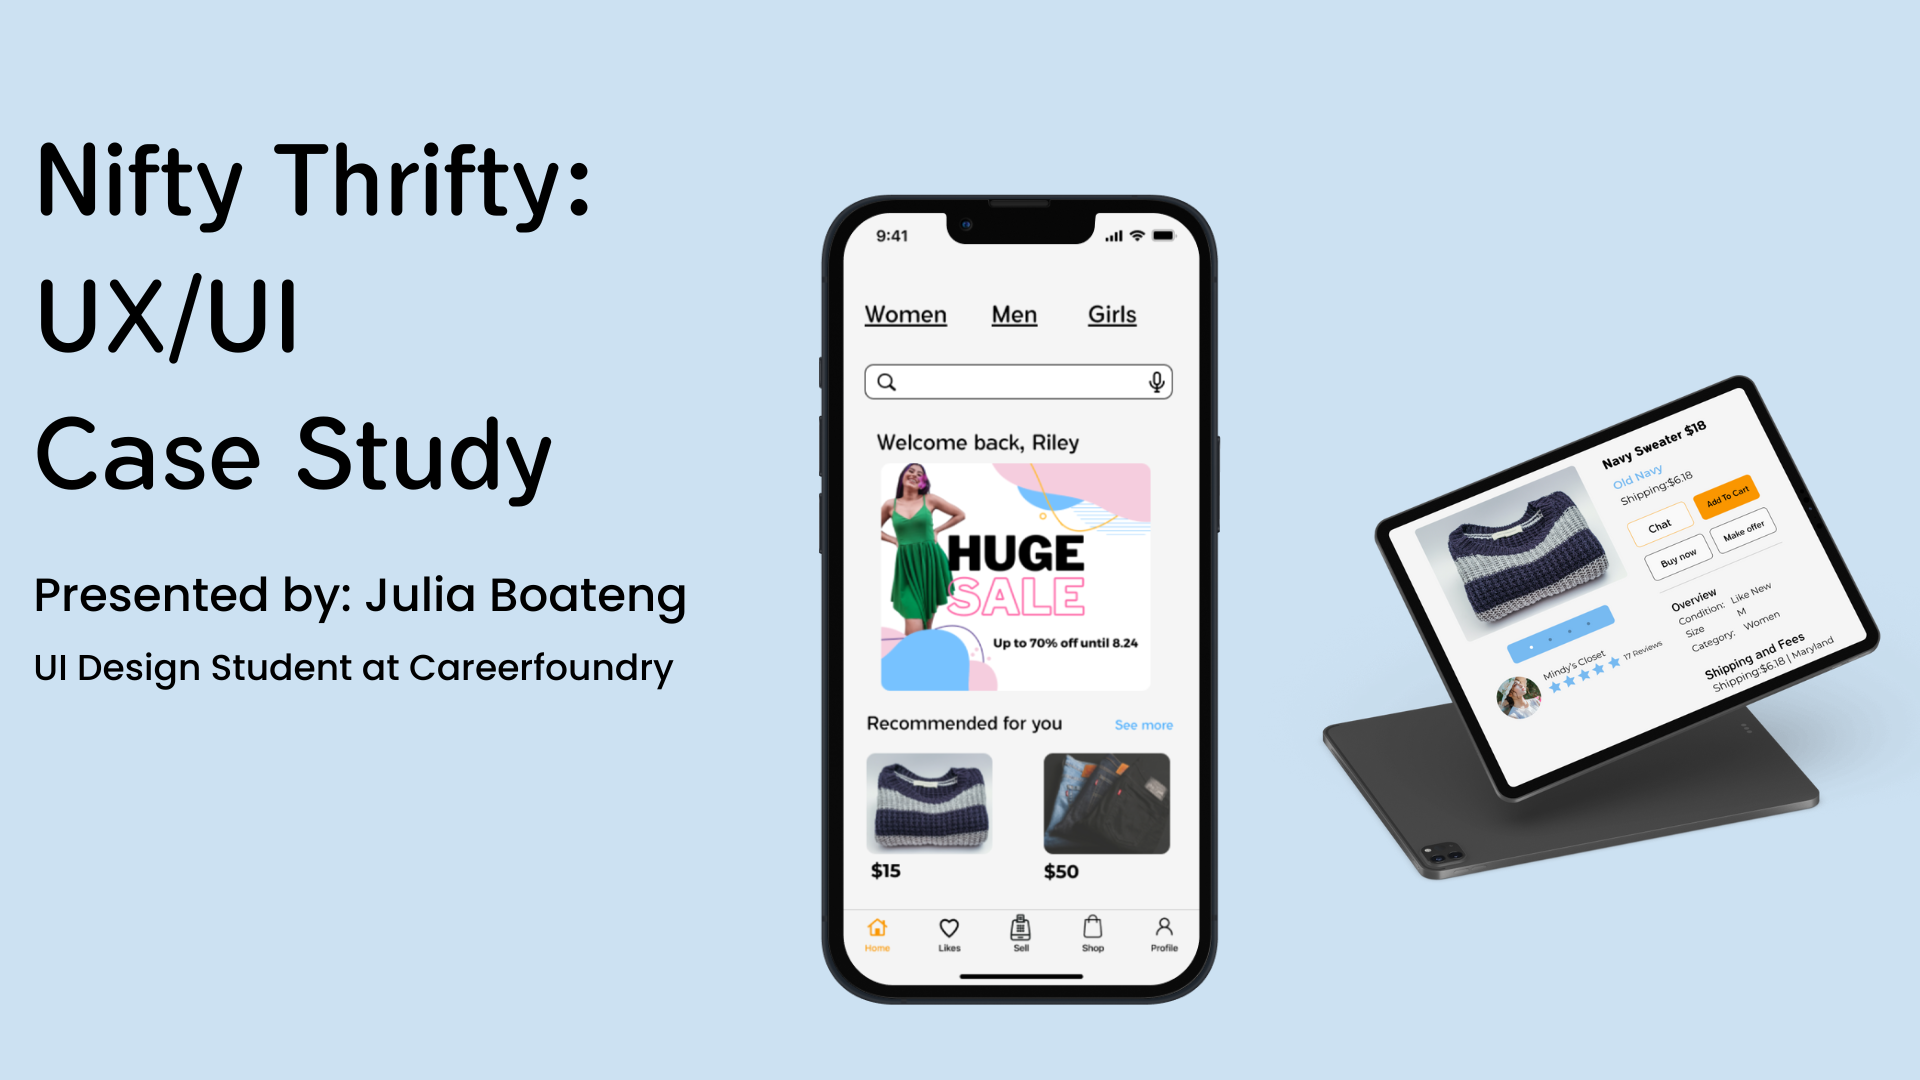 Nifty Thrifty:
UX/UI
Case Study
Presented by: Julia Boateng
UI Design Student at Careerfoundry
9:41
Women Men Girls
Welcome back, Riley
HUGE
SALE
Up to 70% off until 8.24
Recommended for you See more
$15 $50
Home Likes Sell Shop Profile
Navy Sweater $18
Old Navy
Shipping:$6.18
Chat Add To Cart
Buy now Make offer
Overview
Condition: Like New
Size M
Category: Women
Shipping and Fees
Shipping:$6.18 | Maryland
Mindy's Closet
17 Reviews